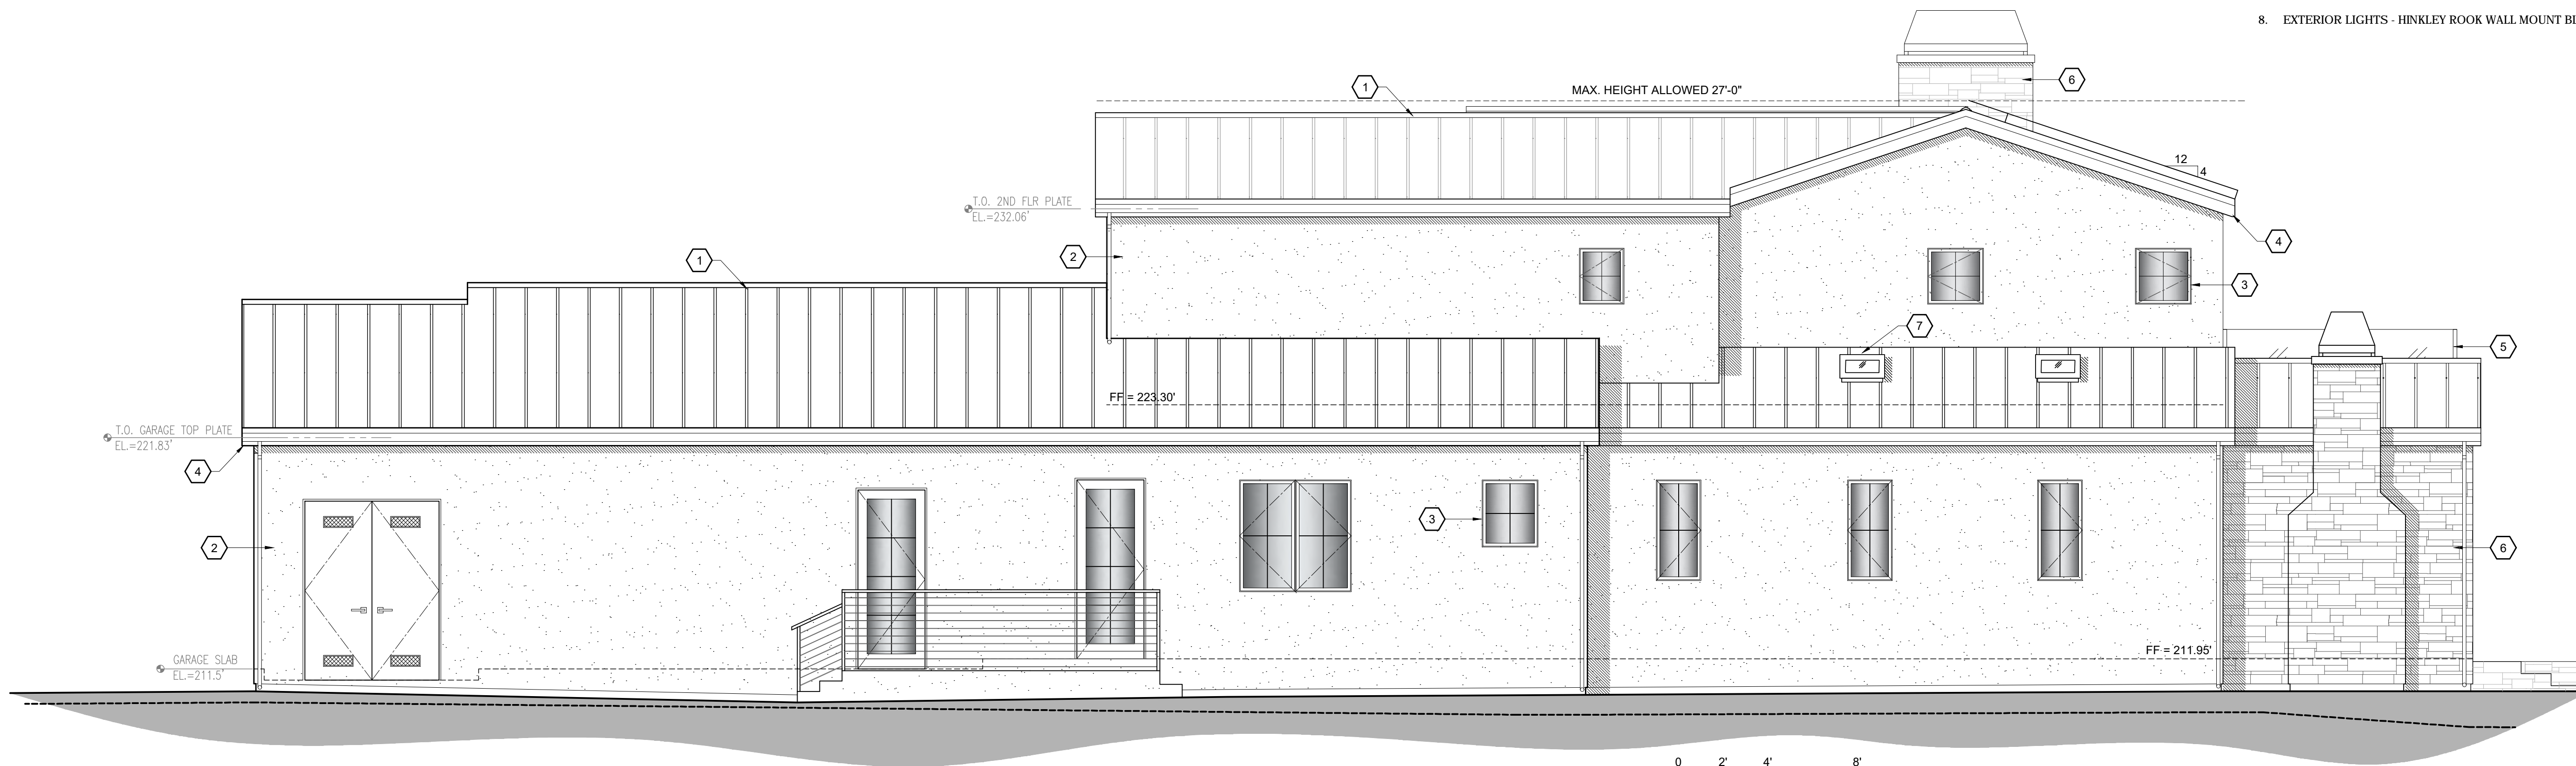 8. EXTERIOR LIGHTS - HINKLEY ROOK WALL MOUNT
6
1
MAX. HEIGHT ALLOWED 27'-0"
12
4
T.O. 2ND FLR PLATE
EL.=232.06'
4
2
1
3
7
5
FF = 223.30'
T.O. GARAGE TOP PLATE
EL.=221.83'
4
3
2
6
FF = 211.95'
GARAGE SLAB
EL.=211.5'
0 2' 4' 8'